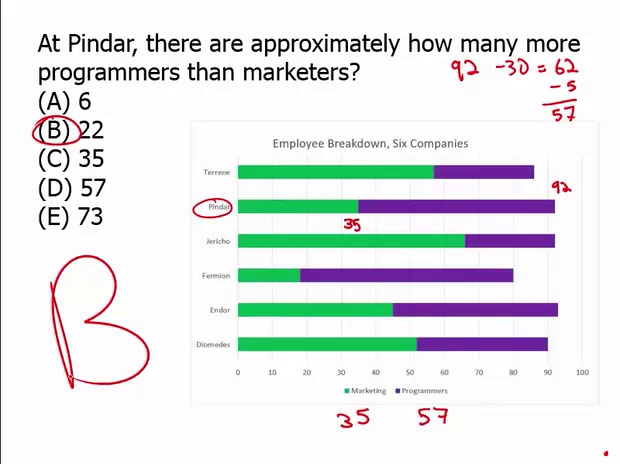 At Pindar, there are approximately how many more
programmers than marketers?
92 -30 = 62
-5
57
(A) 6
(B) 22
(C) 35
(D) 57
(E) 73
Employee Breakdown, Six Companies
Terrene
92
Pindar
35
Jericho
Fermion
Endor
Diomedes
0 10 20 30 40 50 60 70 80 90 100
Marketing Programmers
35 57
B